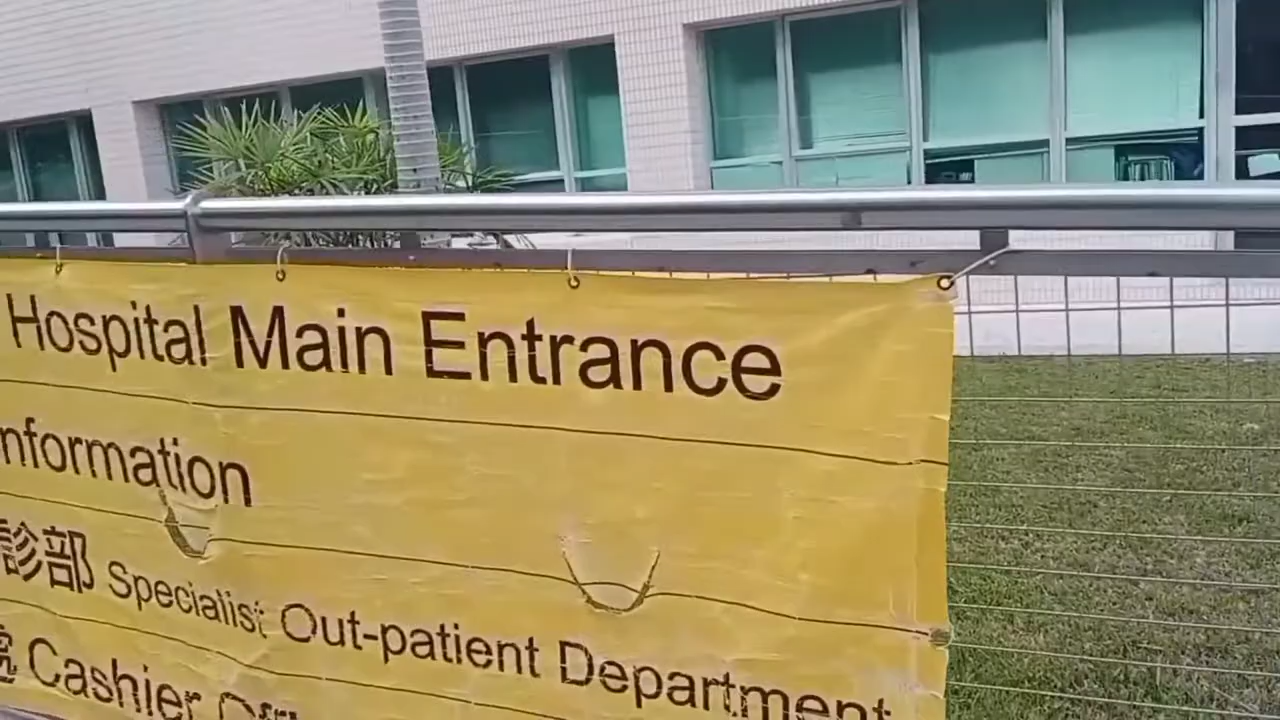 Hospital Main Entrance
nformation
診部 Specialist Out-patient Department
Cashier